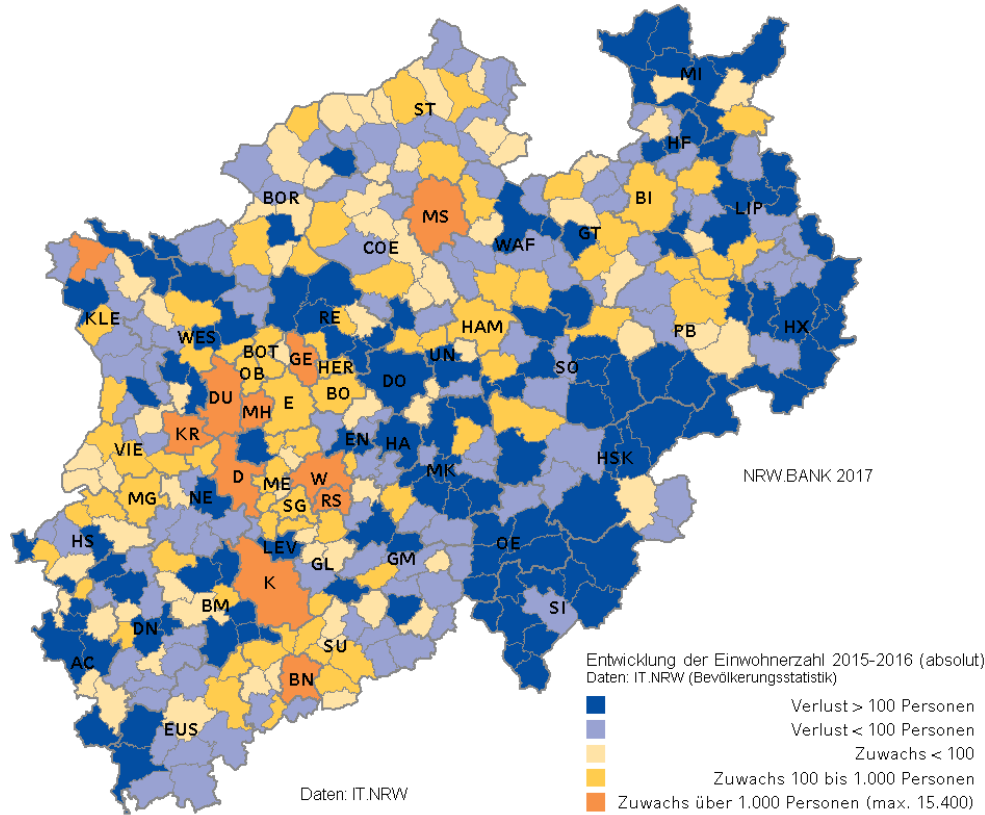 MI
ST
HF
BI
BOR
LIP
MS
GT
COE
WAF
KLE
RE
HAM
PB
HX
WES
BOT
GE
UN
OB
HER
SO
DO
DU
MH
E
BO
KR
EN
HA
VIE
HSK
MK
D
ME
W
NRW.BANK 2017
MG
NE
SG
RS
HS
LEV
OE
GL
GM
K
BM
SI
DN
SU
AC
BN
EUS
Entwicklung der Einwohnerzahl 2015-2016 (absolut)
Daten: IT.NRW (Bevölkerungsstatistik)
Verlust > 100 Personen
Verlust < 100 Personen
Zuwachs < 100
Zuwachs 100 bis 1.000 Personen
Zuwachs über 1.000 Personen (max. 15.400)
Daten: IT.NRW